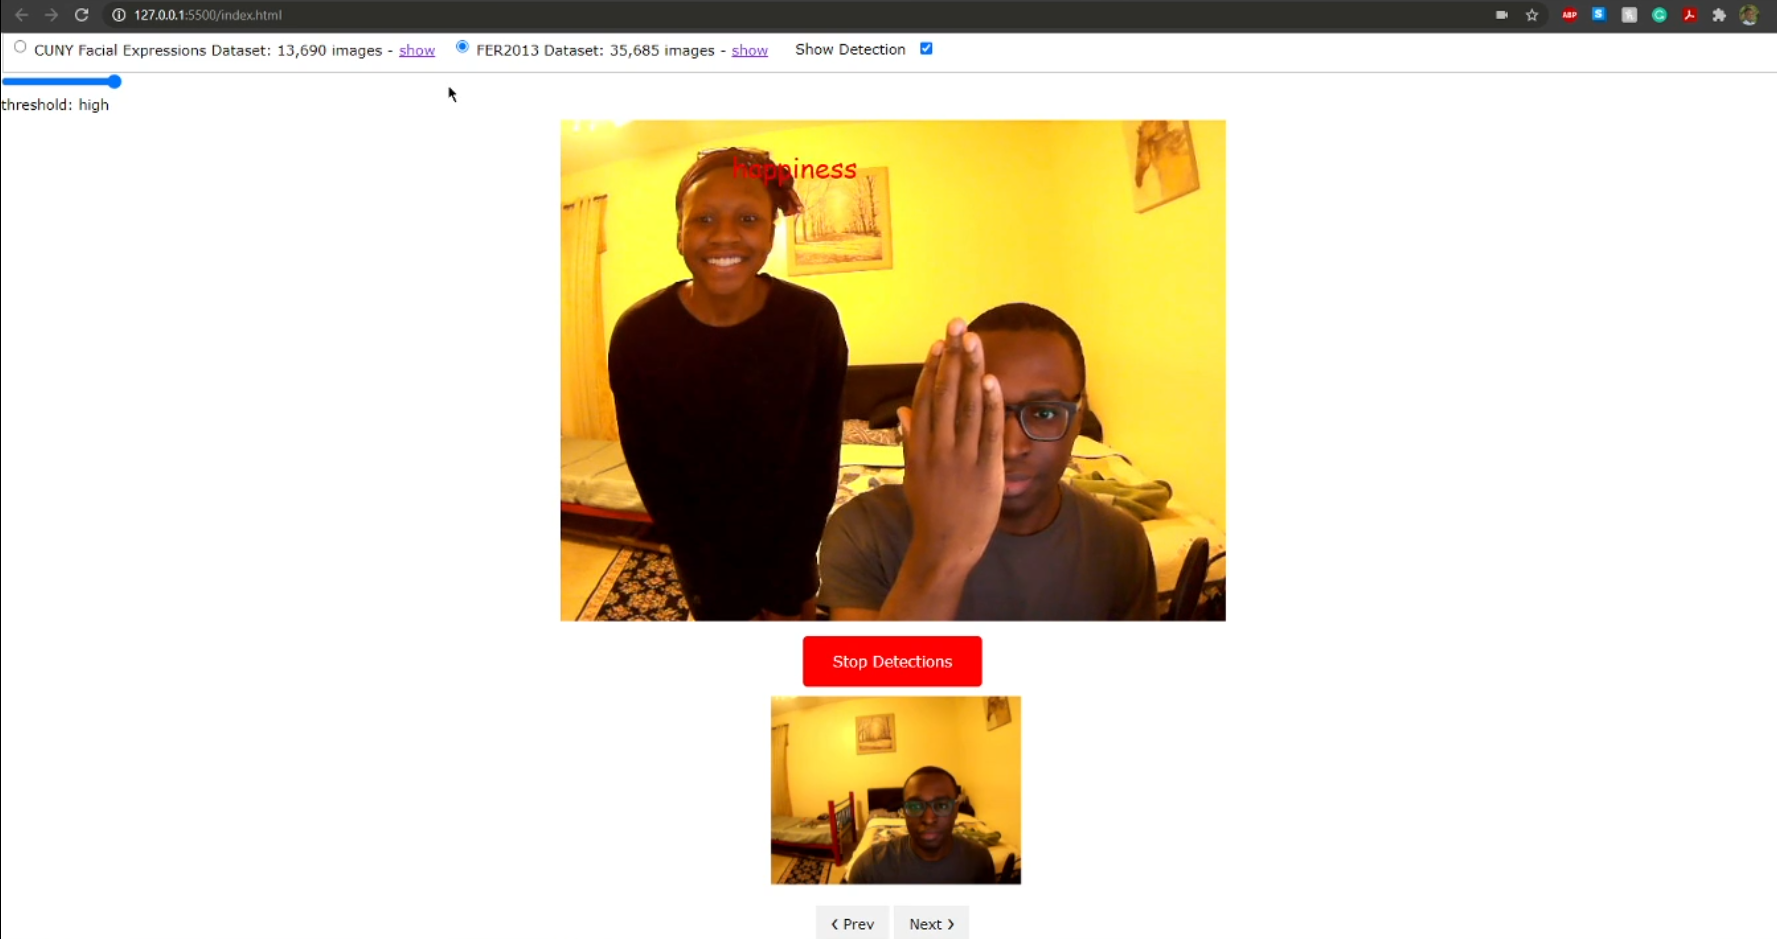 127.0.0.1:5500/index.html
ABP
CUNY Facial Expressions Dataset: 13,690 images - show FER2013 Dataset: 35,685 images - show Show Detection
threshold: high
happiness
Stop Detections
‹ Prev Next ›